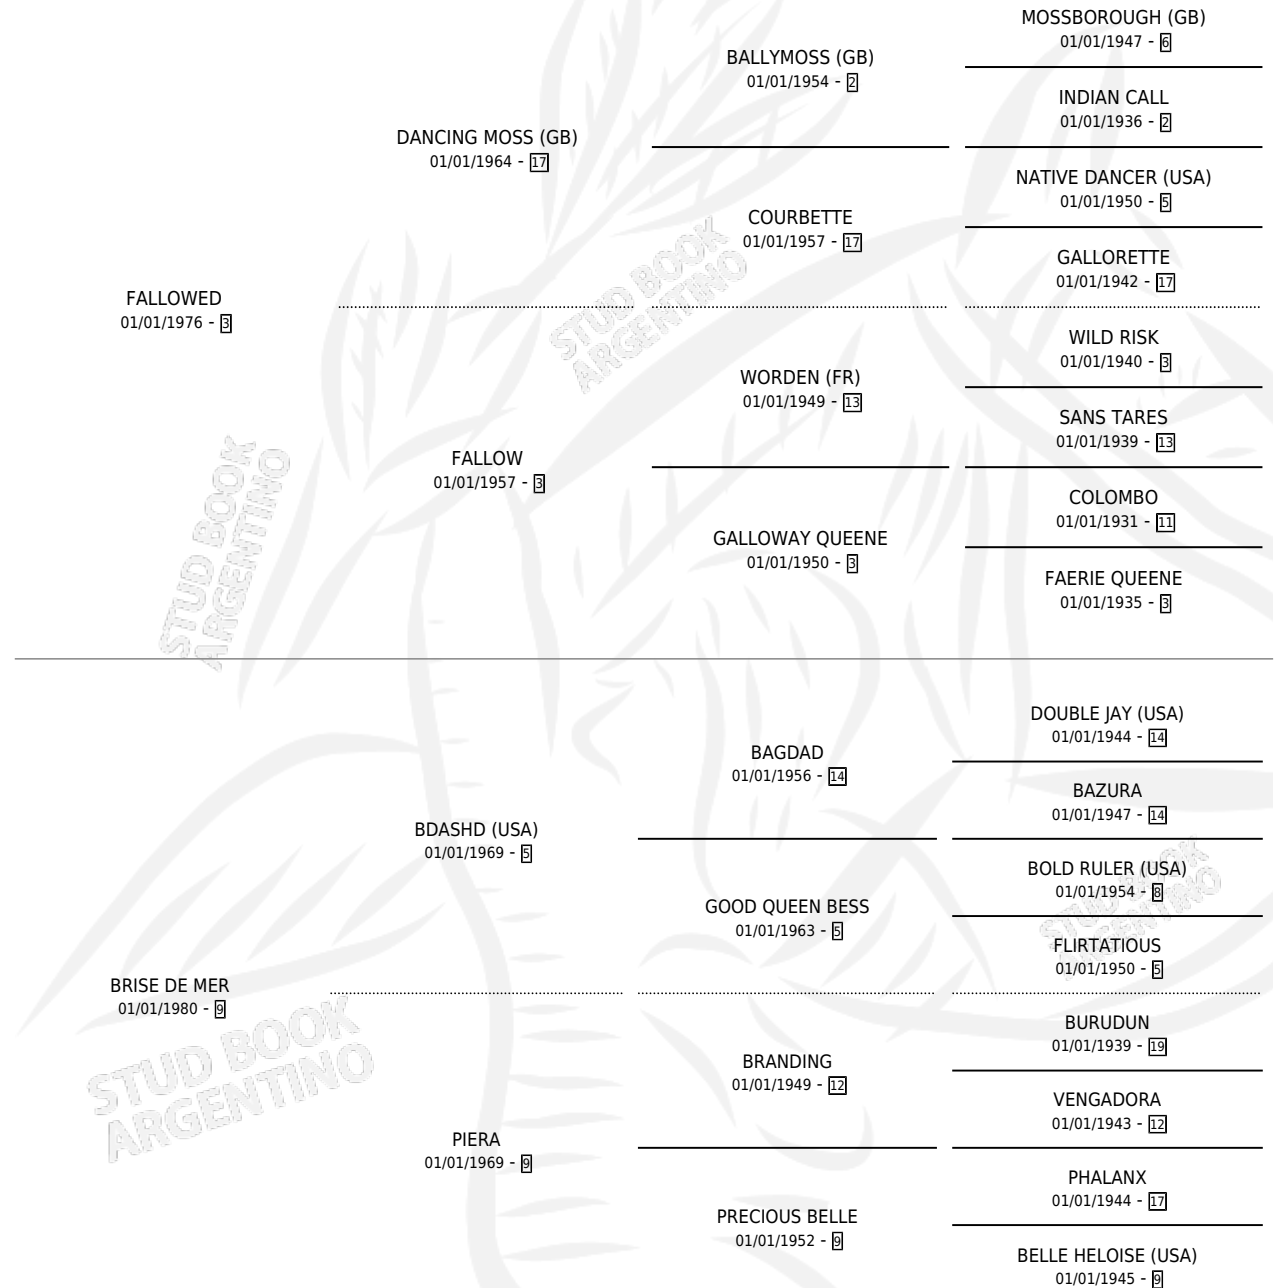 MOSSBOROUGH (GB)
01/01/1947 - 6
BALLYMOSS (GB)
01/01/1954 - 2
INDIAN CALL
01/01/1936 - 2
DANCING MOSS (GB)
01/01/1964 - 17
NATIVE DANCER (USA)
01/01/1950 - 5
COURBETTE
01/01/1957 - 17
GALLORETTE
01/01/1942 - 17
FALLOWED
01/01/1976 - 3
WILD RISK
01/01/1940 - 3
WORDEN (FR)
01/01/1949 - 13
SANS TARES
01/01/1939 - 13
FALLOW
01/01/1957 - 3
COLOMBO
01/01/1931 - 11
GALLOWAY QUEENE
01/01/1950 - 3
FAERIE QUEENE
01/01/1935 - 3
DOUBLE JAY (USA)
01/01/1944 - 14
BAGDAD
01/01/1956 - 14
BAZURA
01/01/1947 - 14
BDASHD (USA)
01/01/1969 - 5
BOLD RULER (USA)
01/01/1954 - 8
GOOD QUEEN BESS
01/01/1963 - 5
FLIRTATIOUS
01/01/1950 - 5
BRISE DE MER
01/01/1980 - 9
BURUDUN
01/01/1939 - 19
BRANDING
01/01/1949 - 12
VENGADORA
01/01/1943 - 12
PIERA
01/01/1969 - 9
PHALANX
01/01/1944 - 17
PRECIOUS BELLE
01/01/1952 - 9
BELLE HELOISE (USA)
01/01/1945 - 9
STUD BOOK
ARGENTINO
STUD BOOK
ARGENTINO
STUD BOOK
ARGENTINO
STUD BOOK
ARGENTINO